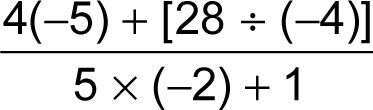 4(–5) + [28 ÷ (–4)]
5 × (–2) + 1